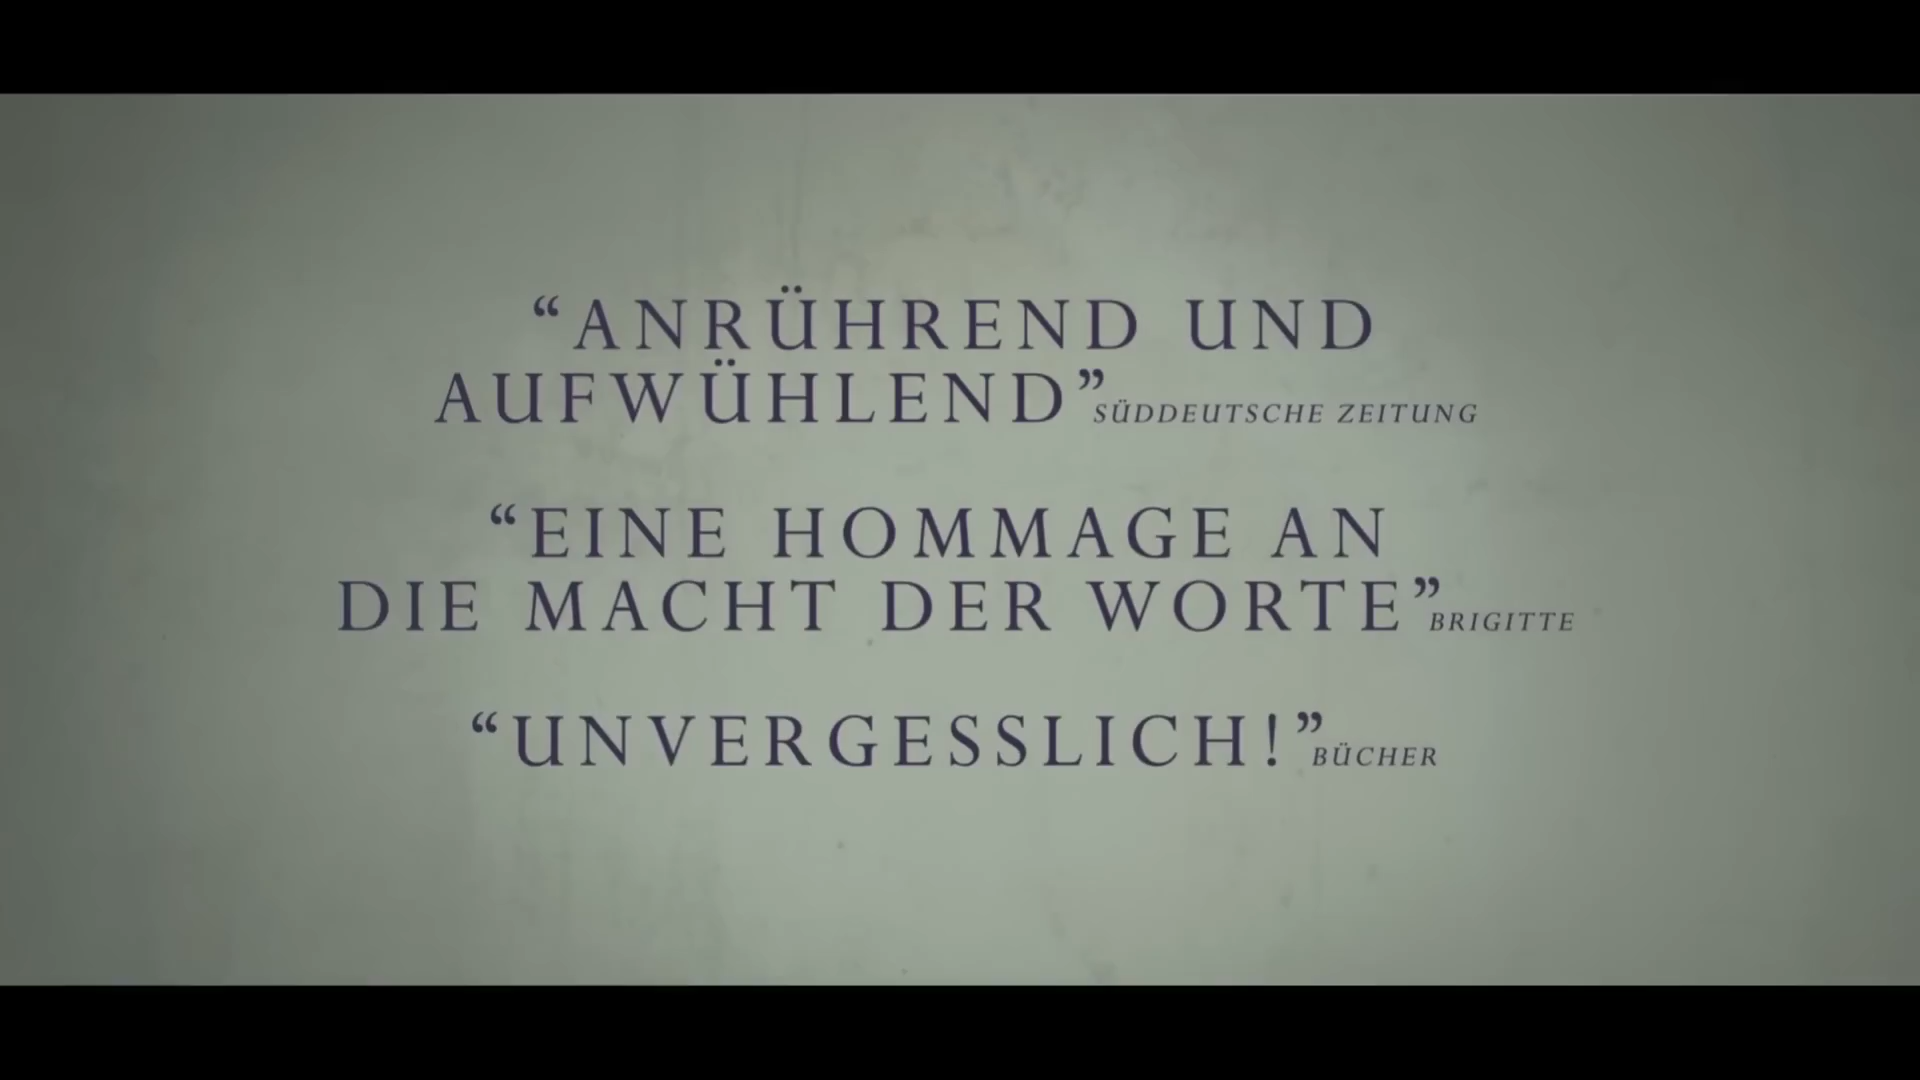 “ANRÜHREND UND
AUFWÜHLEND” SÜDDEUTSCHE ZEITUNG
“EINE HOMMAGE AN
DIE MACHT DER WORTE” BRIGITTE
“UNVERGESSLICH!” BÜCHER